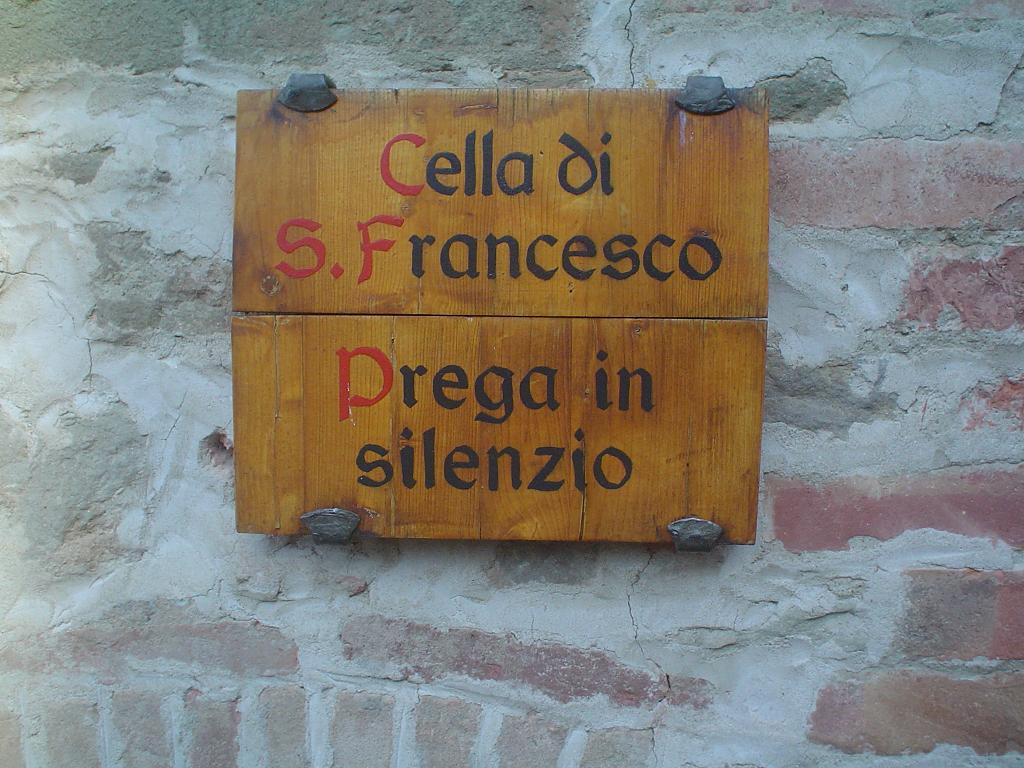 Cella di
S. Francesco
Prega in
silenzio